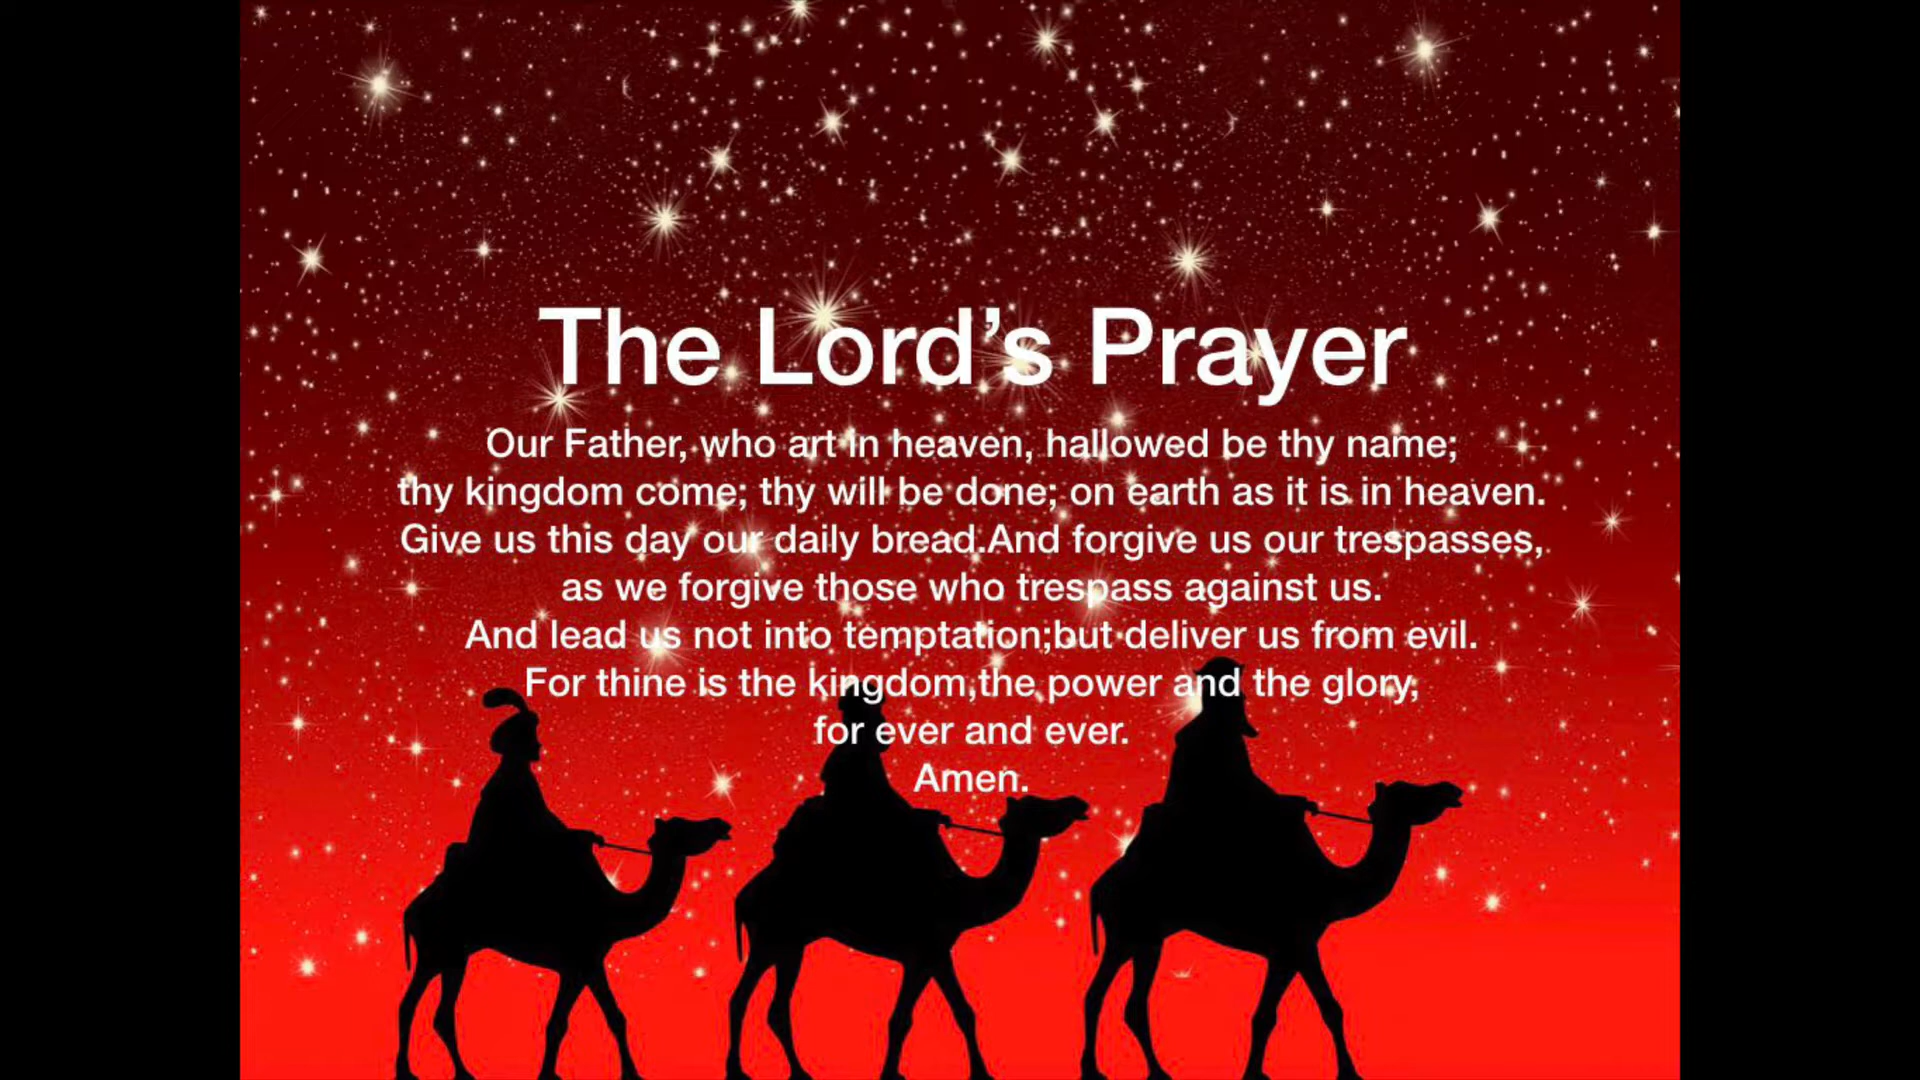 The Lord’s Prayer
Our Father, who art in heaven, hallowed be thy name;
thy kingdom come; thy will be done; on earth as it is in heaven.
Give us this day our daily bread.And forgive us our trespasses,
as we forgive those who trespass against us.
And lead us not into temptation;but deliver us from evil.
For thine is the kingdom,the power and the glory,
for ever and ever.
Amen.